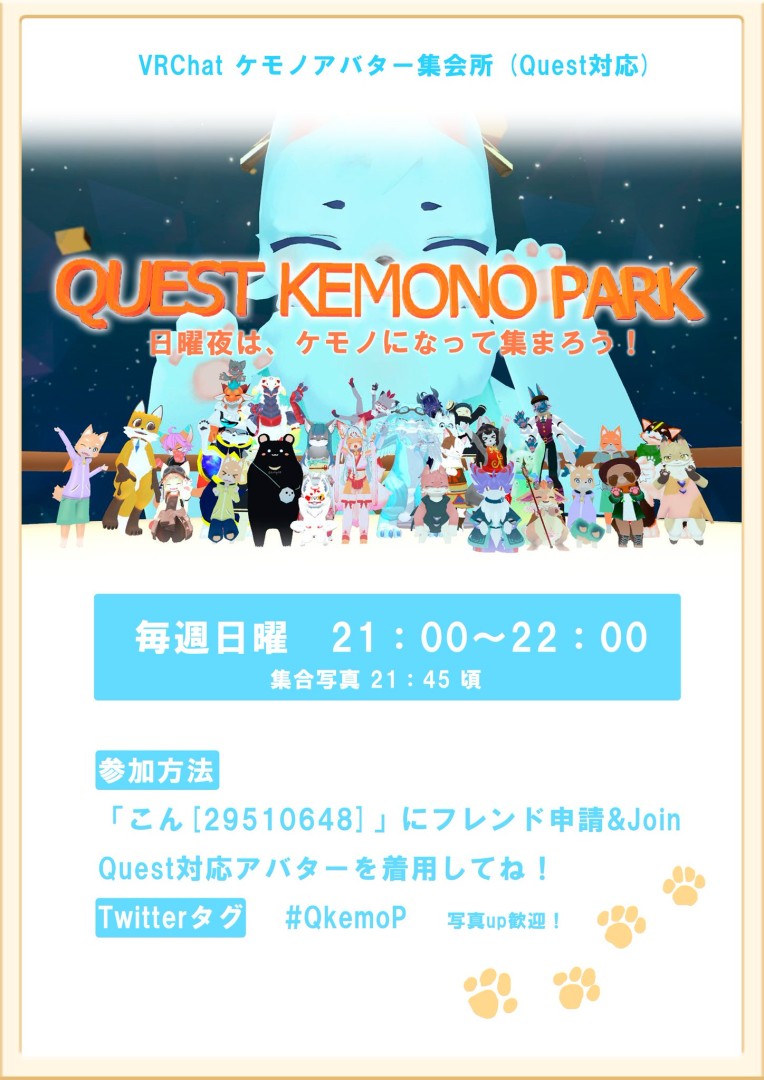 VRChat ケモノアバター集会所（Quest対応）
QUEST KEMONO PARK
日曜夜は、ケモノになって集まろう！
毎週日曜　21：00～22：00
集合写真 21：45 頃
参加方法
「こん[29510648]」にフレンド申請&Join
Quest対応アバターを着用してね！
Twitterタグ　#QkemoP　写真up歓迎！